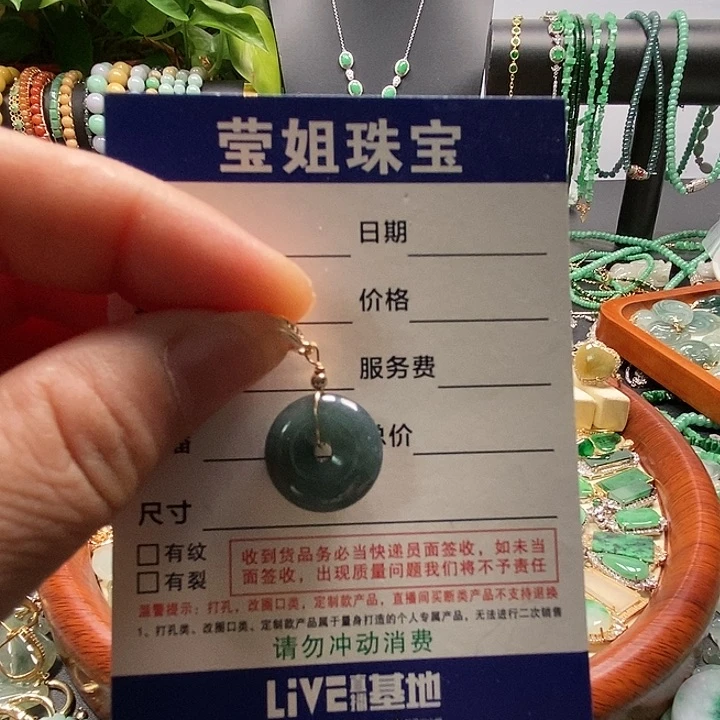 莹姐珠宝
日期
价格
服务费
总价
尺寸
□有纹
□有裂
收到货品务必当快递员面签收，如未当
面签收，出现质量问题我们将不予责任
温馨提示：打孔，改圈口类，定制款产品，直播间买断类产品不支持退换
1、打孔类、改圈口类、定制款产品属于量身打造的个人专属产品，无法进行二次销售
请勿冲动消费
LiVE直播基地